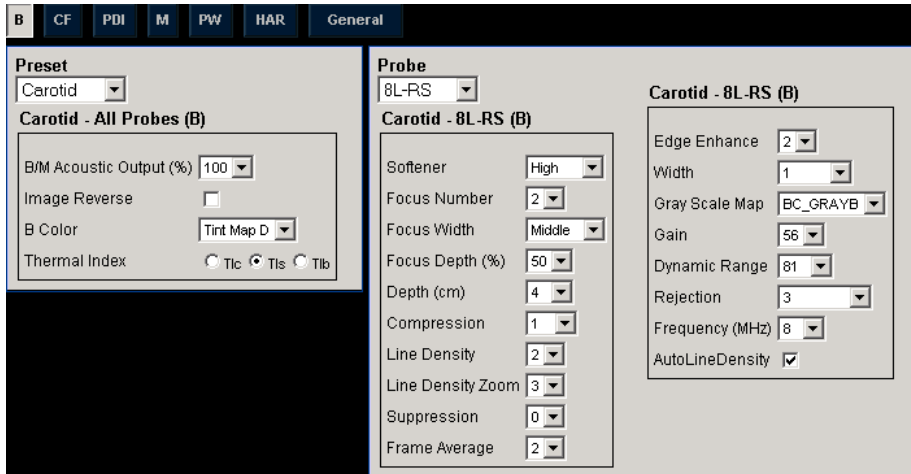 B CF PDI M PW HAR General
Preset
Carotid
Carotid - All Probes (B)
B/M Acoustic Output (%) 100
Image Reverse
B Color Tint Map D
Thermal Index TIc TIs TIb
Probe
8L-RS
Carotid - 8L-RS (B)
Softener High
Focus Number 2
Focus Width Middle
Focus Depth (%) 50
Depth (cm) 4
Compression 1
Line Density 2
Line Density Zoom 3
Suppression 0
Frame Average 2
Carotid - 8L-RS (B)
Edge Enhance 2
Width 1
Gray Scale Map BC_GRAYB
Gain 56
Dynamic Range 81
Rejection 3
Frequency (MHz) 8
AutoLineDensity